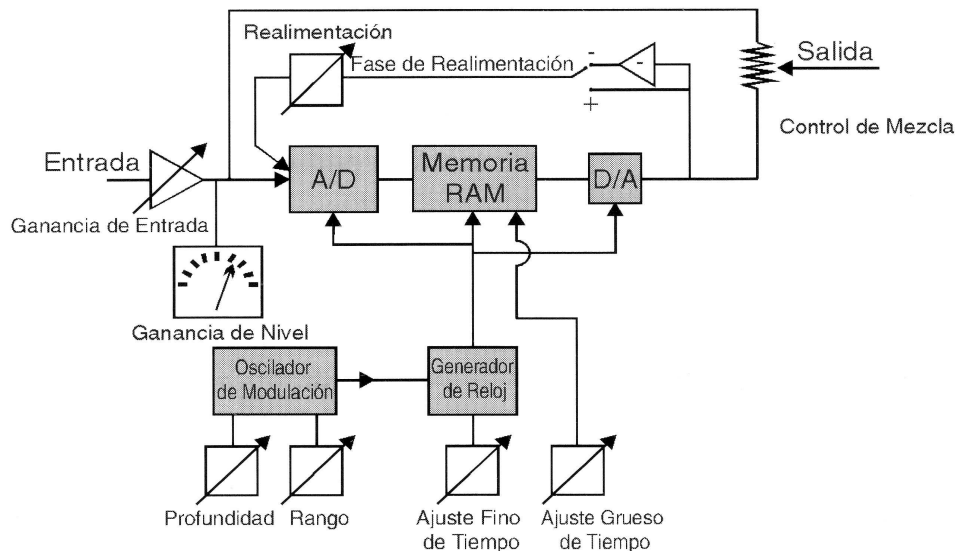 Realimentación
Fase de Realimentación
-
-
+
Salida
Control de Mezcla
Entrada
Ganancia de Entrada
A/D
Memoria
RAM
D/A
Ganancia de Nivel
Oscilador
de Modulación
Generador
de Reloj
Profundidad
Rango
Ajuste Fino
de Tiempo
Ajuste Grueso
de Tiempo